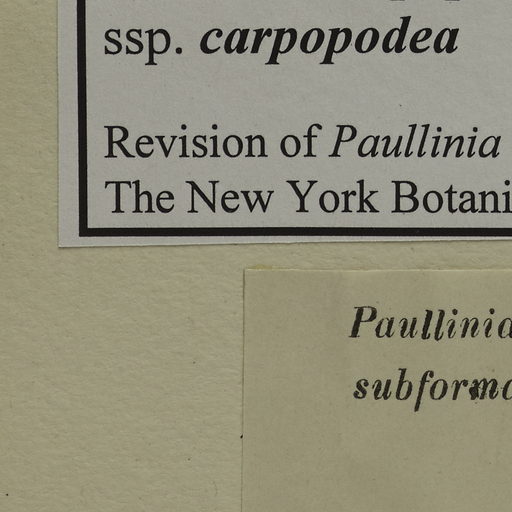 ssp. carpopodea
Revision of Paullinia
The New York Botani
Paullinia
subforma